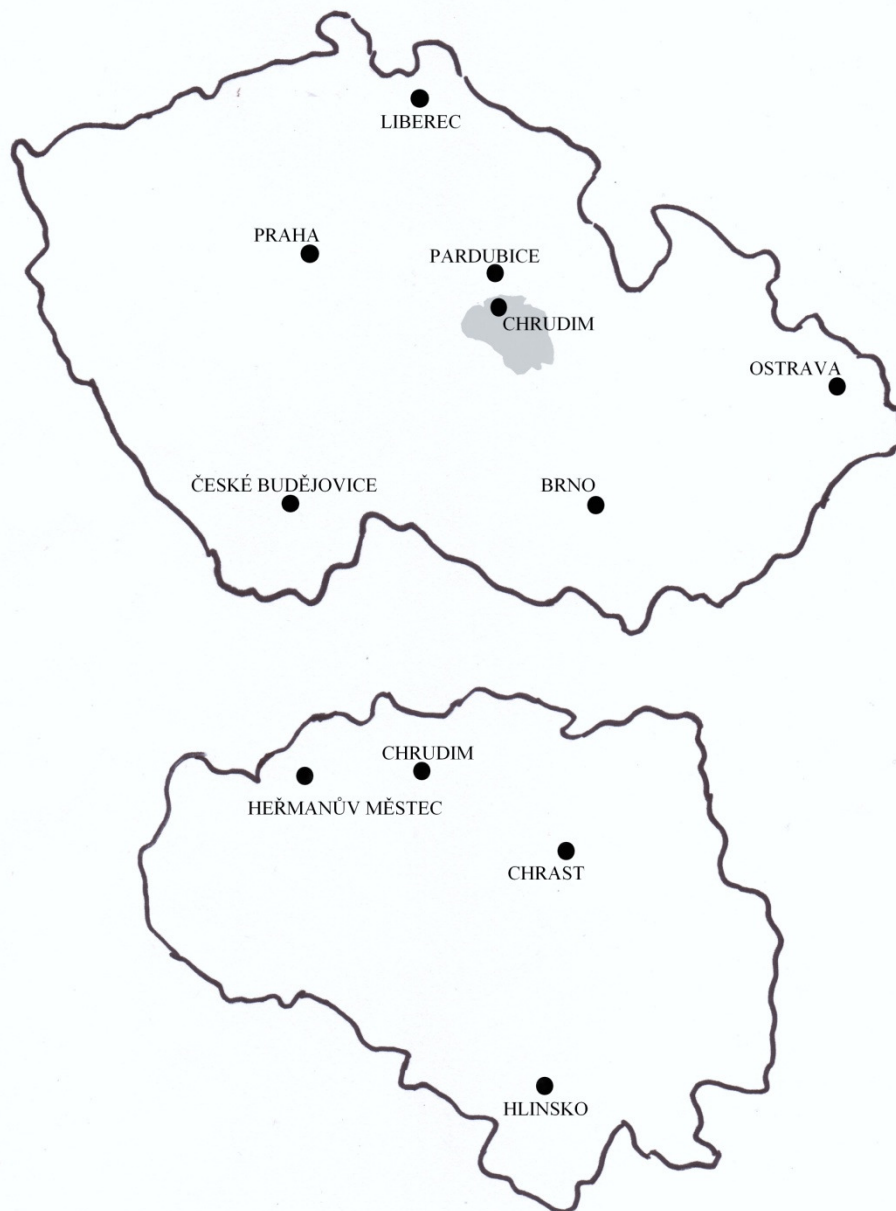 LIBEREC
PRAHA
PARDUBICE
CHRUDIM
OSTRAVA
ČESKÉ BUDĚJOVICE
BRNO
CHRUDIM
HEŘMANŮV MĚSTEC
CHRAST
HLINSKO